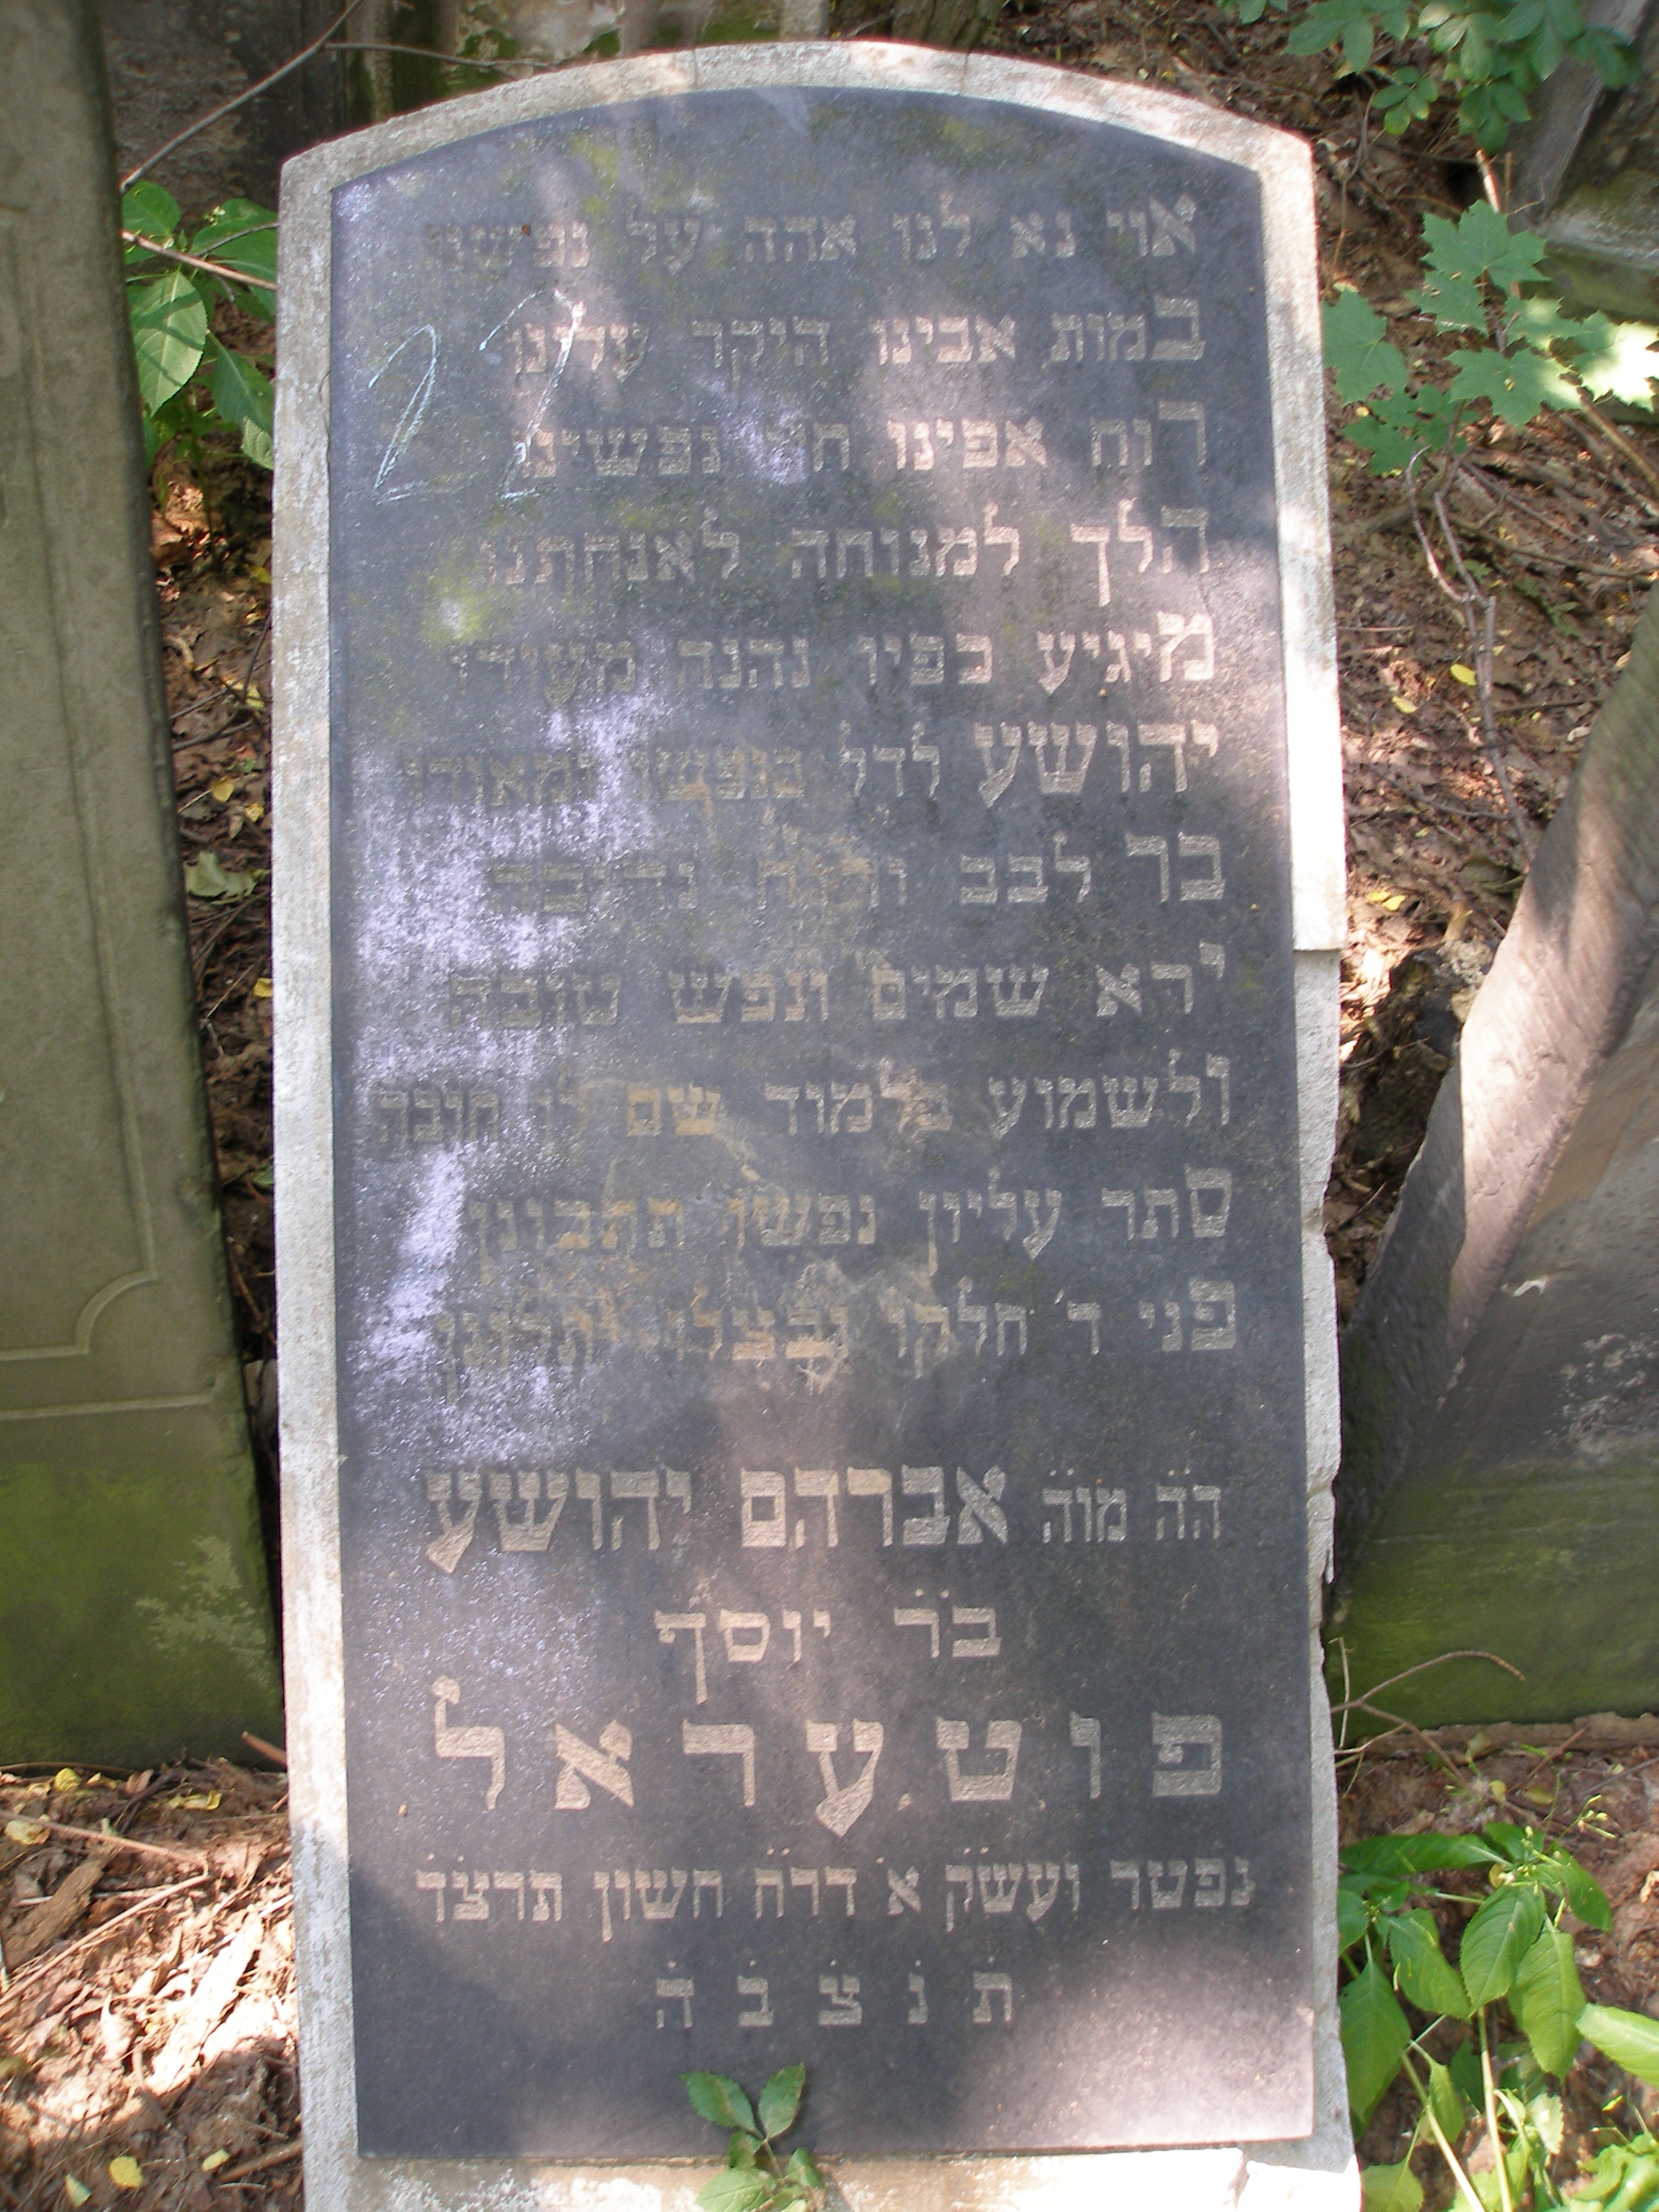 אוי נא לנו אהה על נפשנו
במות אבינו היקר עלינו
רוח אפינו נפשינו
הלך למנוחה לאנחתנו
מיגיע כפיו נהנה מעודו
יהושע לדל בנפשו ומאודו
בר לבב נדיבה
ירא שמים ונפש טובה
ולשמוע בלמוד שם לו חובה
סתר עליון נפשו תתבונן
פני ד' חלקו ובצלו יתלונן
ה״ה מו״ה אברהם יהושע
ב״ר יוסף
פוטעראל
נפטר ועש״ק א' דר״ח חשון תרצ״ד
ת נ צ ב ה
22